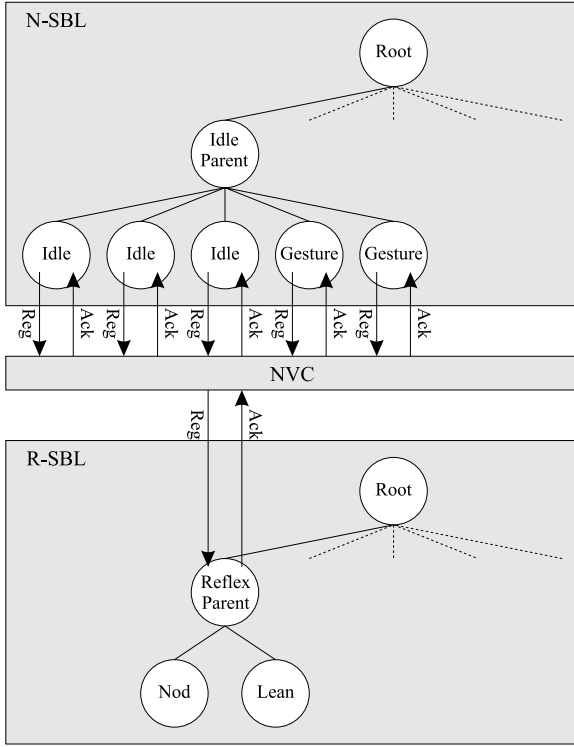 N-SBL
Root
Idle
Parent
Idle
Idle
Idle
Gesture
Gesture
Reg
Ack
Reg
Ack
Reg
Ack
Reg
Ack
Reg
Ack
NVC
Reg
Ack
R-SBL
Root
Reflex
Parent
Nod
Lean